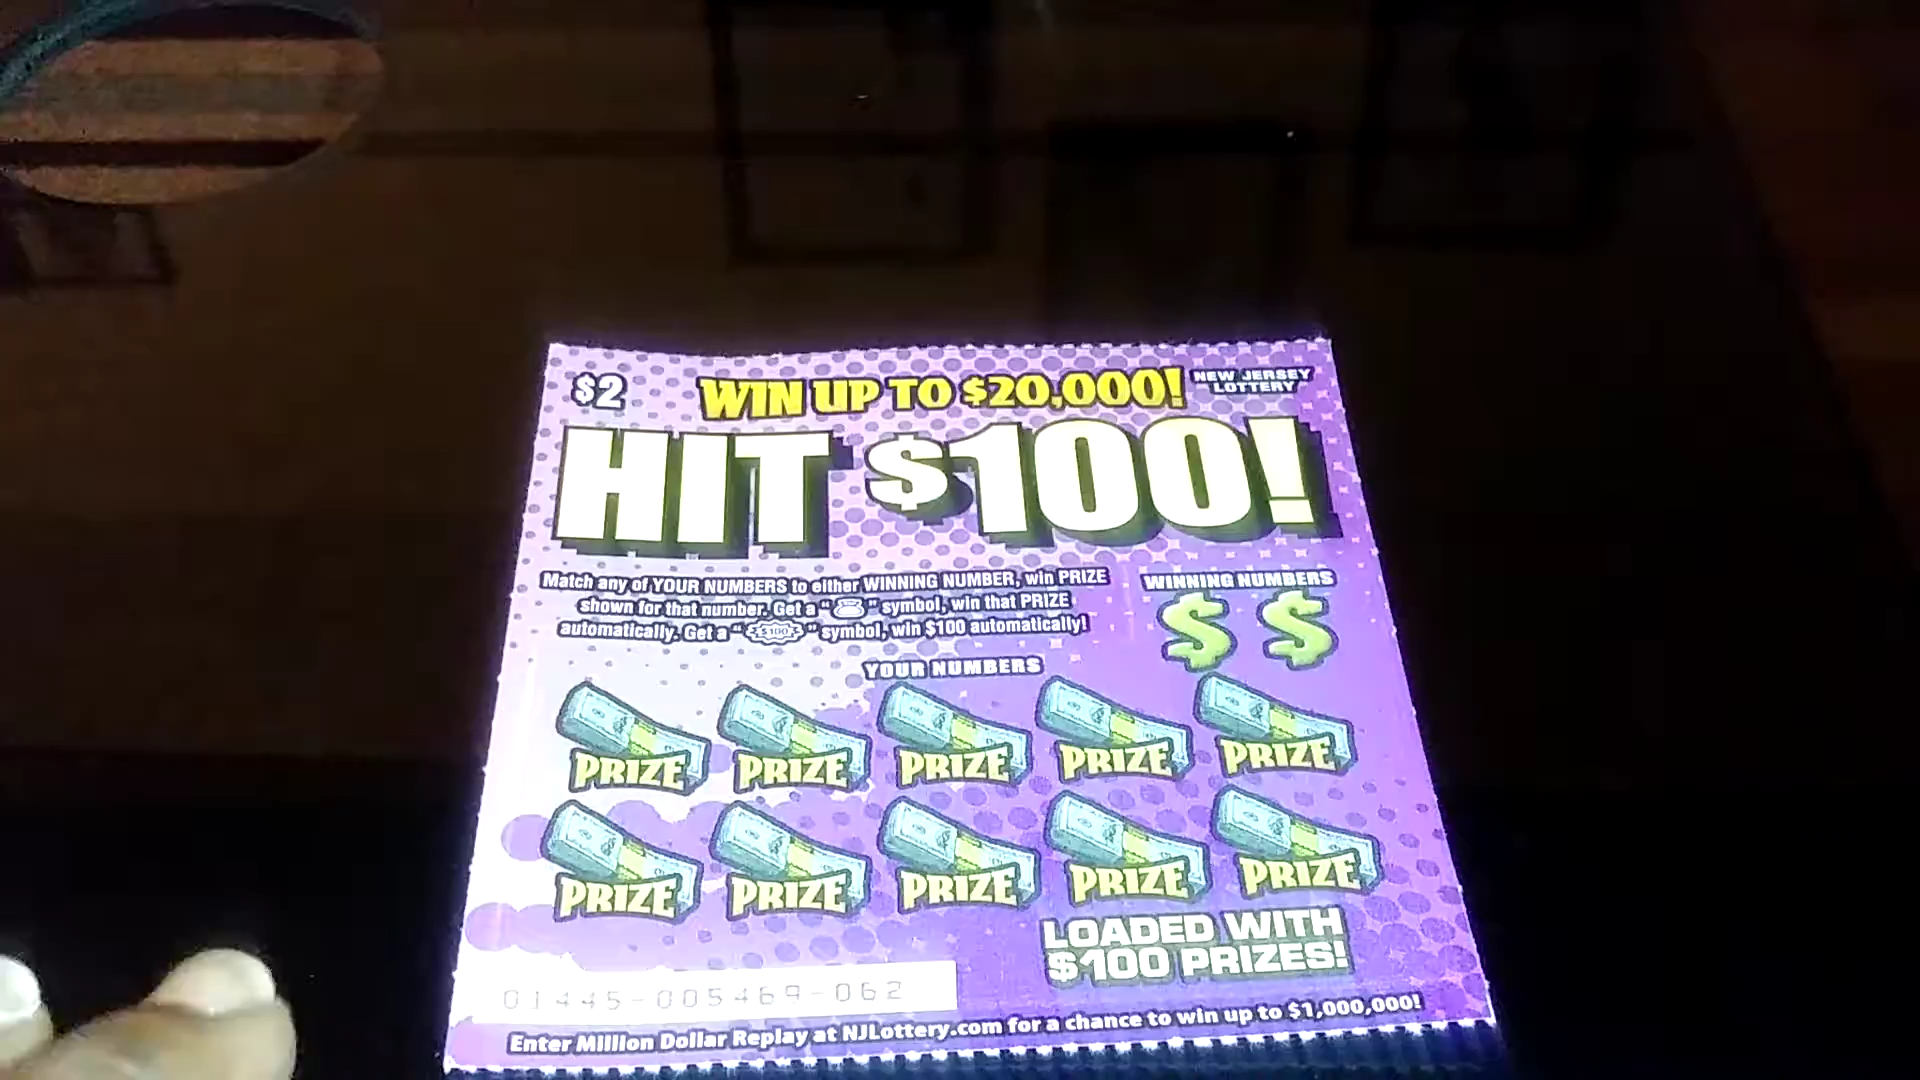 $2 WIN UP TO $20,000! NEW JERSEY LOTTERY
HIT $100!
Match any of YOUR NUMBERS to either WINNING NUMBER, win PRIZE
shown for that number. Get a " " symbol, win that PRIZE
automatically. Get a "$100" symbol, win $100 automatically!
WINNING NUMBERS
$ $
YOUR NUMBERS
PRIZE PRIZE PRIZE PRIZE PRIZE
PRIZE PRIZE PRIZE PRIZE PRIZE
LOADED WITH
$100 PRIZES!
01445-005469-062
Enter Million Dollar Replay at NJLottery.com for a chance to win up to $1,000,000!